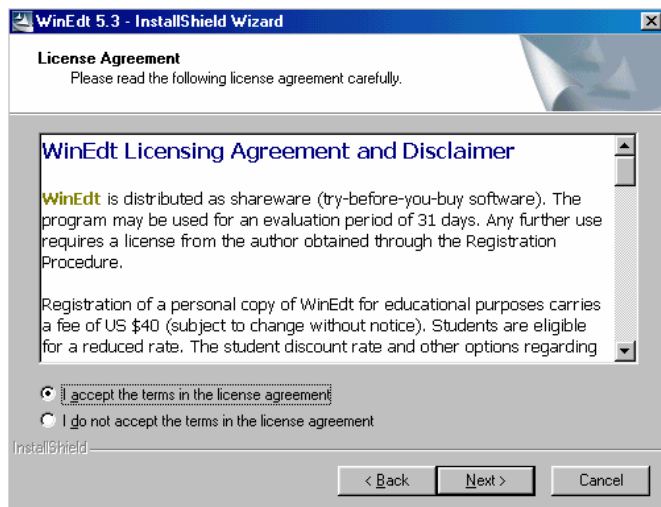 WinEdt 5.3 - InstallShield Wizard
License Agreement
Please read the following license agreement carefully.
WinEdt Licensing Agreement and Disclaimer
WinEdt is distributed as shareware (try-before-you-buy software). The
program may be used for an evaluation period of 31 days. Any further use
requires a license from the author obtained through the Registration
Procedure.
Registration of a personal copy of WinEdt for educational purposes carries
a fee of US $40 (subject to change without notice). Students are eligible
for a reduced rate. The student discount rate and other options regarding
I accept the terms in the license agreement
I do not accept the terms in the license agreement
InstallShield
< Back Next > Cancel